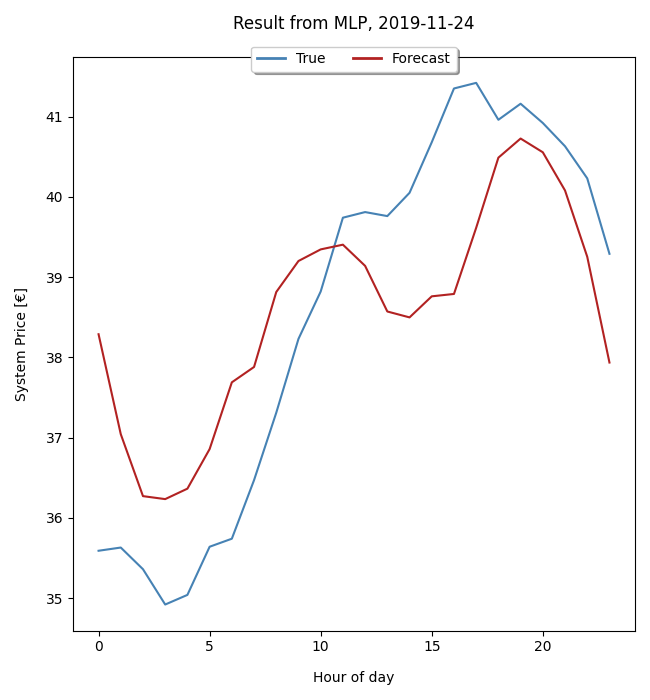 Result from MLP, 2019-11-24
True Forecast
41
40
39
38
37
36
35
System Price [€]
0 5 10 15 20
Hour of day